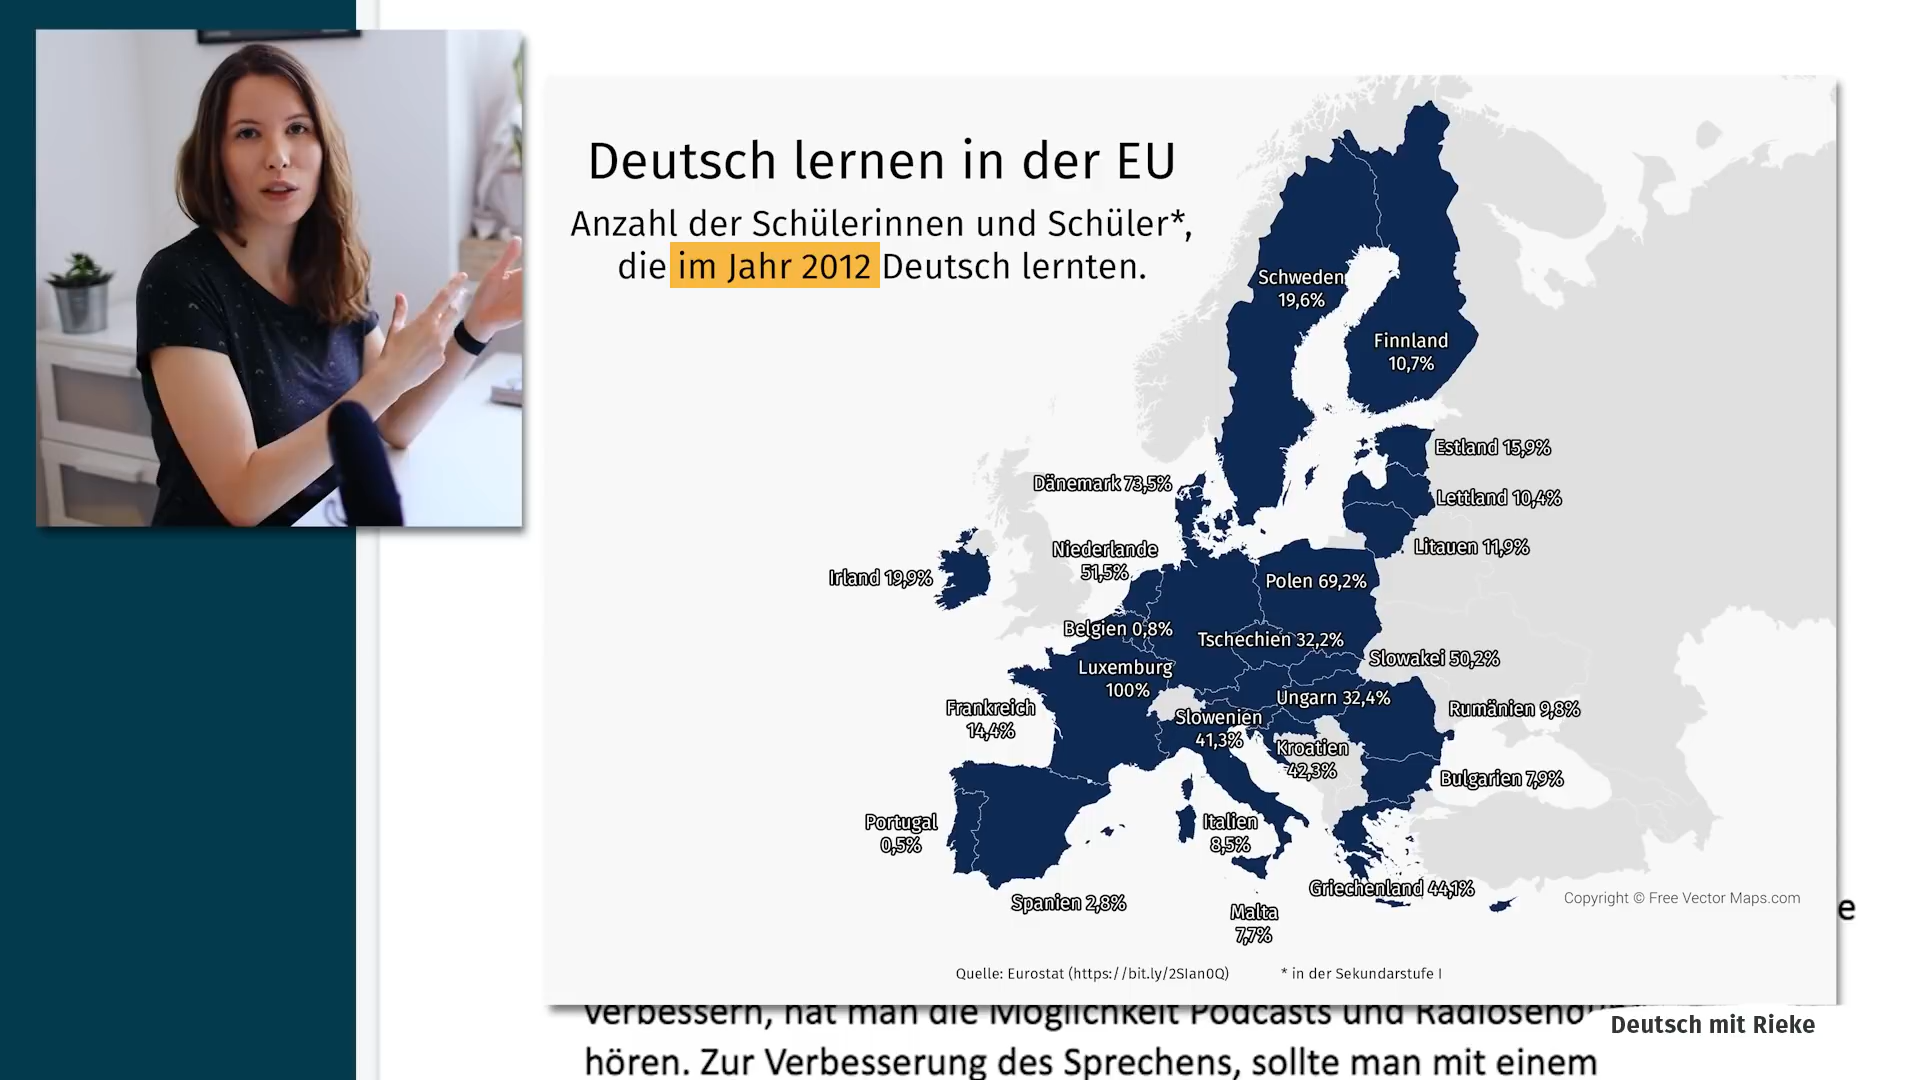 Deutsch lernen in der EU
Anzahl der Schülerinnen und Schüler*,
die im Jahr 2012 Deutsch lernten.
Schweden
19,6%
Finnland
10,7%
Estland 15,9%
Lettland 10,4%
Litauen 11,9%
Dänemark 73,5%
Niederlande
51,5%
Irland 19,9%
Polen 69,2%
Belgien 0,8%
Tschechien 32,2%
Slowakei 50,2%
Luxemburg
100%
Ungarn 32,4%
Frankreich
14,4%
Slowenien
41,3%
Rumänien 9,8%
Kroatien
42,3%
Bulgarien 7,9%
Portugal
0,5%
Italien
8,5%
Griechenland 44,1%
Spanien 2,8%
Malta
7,7%
Copyright © Free Vector Maps.com
e
Quelle: Eurostat (https://bit.ly/2SIan0Q)
* in der Sekundarstufe I
verbessern, hat man die Möglichkeit Podcasts und
Deutsch mit Rieke
hören. Zur Verbesserung des Sprechens, sollte man mit einem